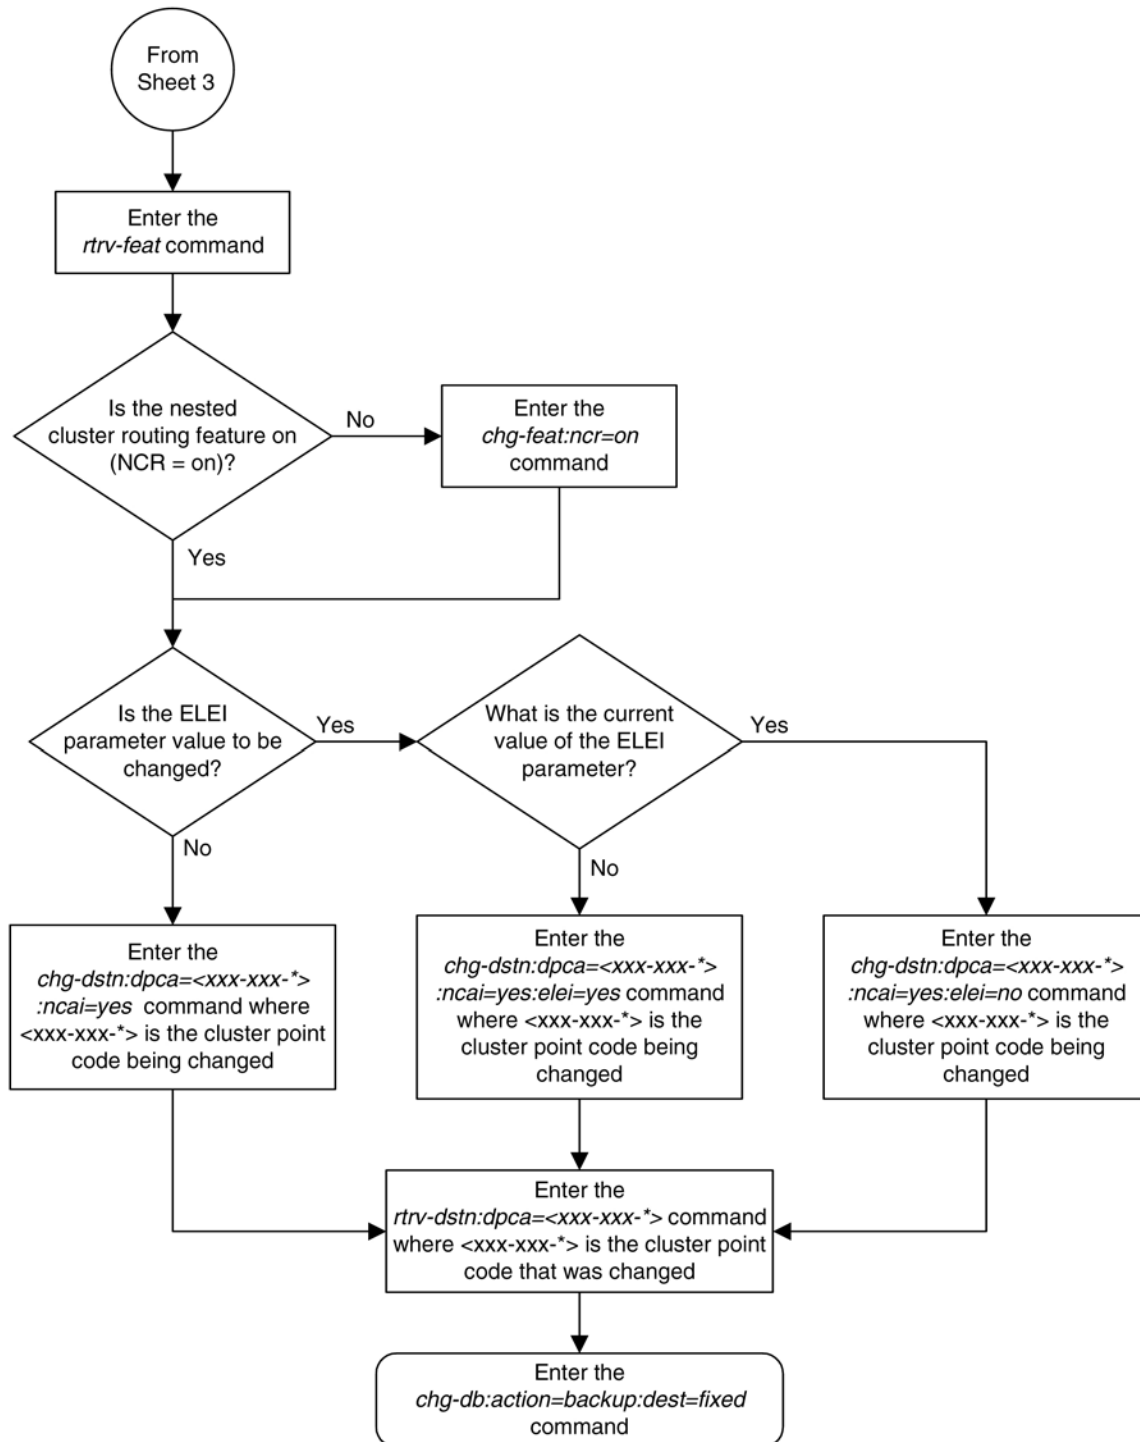 From
Sheet 3
Enter the
rtrv-feat command
Is the nested
cluster routing feature on
(NCR = on)?
No
Enter the
chg-feat:ncr=on
command
Yes
Is the ELEI
parameter value to be
changed?
Yes
What is the current
value of the ELEI
parameter?
Yes
No
No
Enter the
chg-dstn:dpca=<xxx-xxx-*>
:ncai=yes command where
<xxx-xxx-*> is the cluster point
code being changed
Enter the
chg-dstn:dpca=<xxx-xxx-*>
:ncai=yes:elei=yes command
where <xxx-xxx-*> is the
cluster point code being
changed
Enter the
chg-dstn:dpca=<xxx-xxx-*>
:ncai=yes:elei=no command
where <xxx-xxx-*> is the
cluster point code being
changed
Enter the
rtrv-dstn:dpca=<xxx-xxx-*> command
where <xxx-xxx-*> is the cluster point
code that was changed
Enter the
chg-db:action=backup:dest=fixed
command